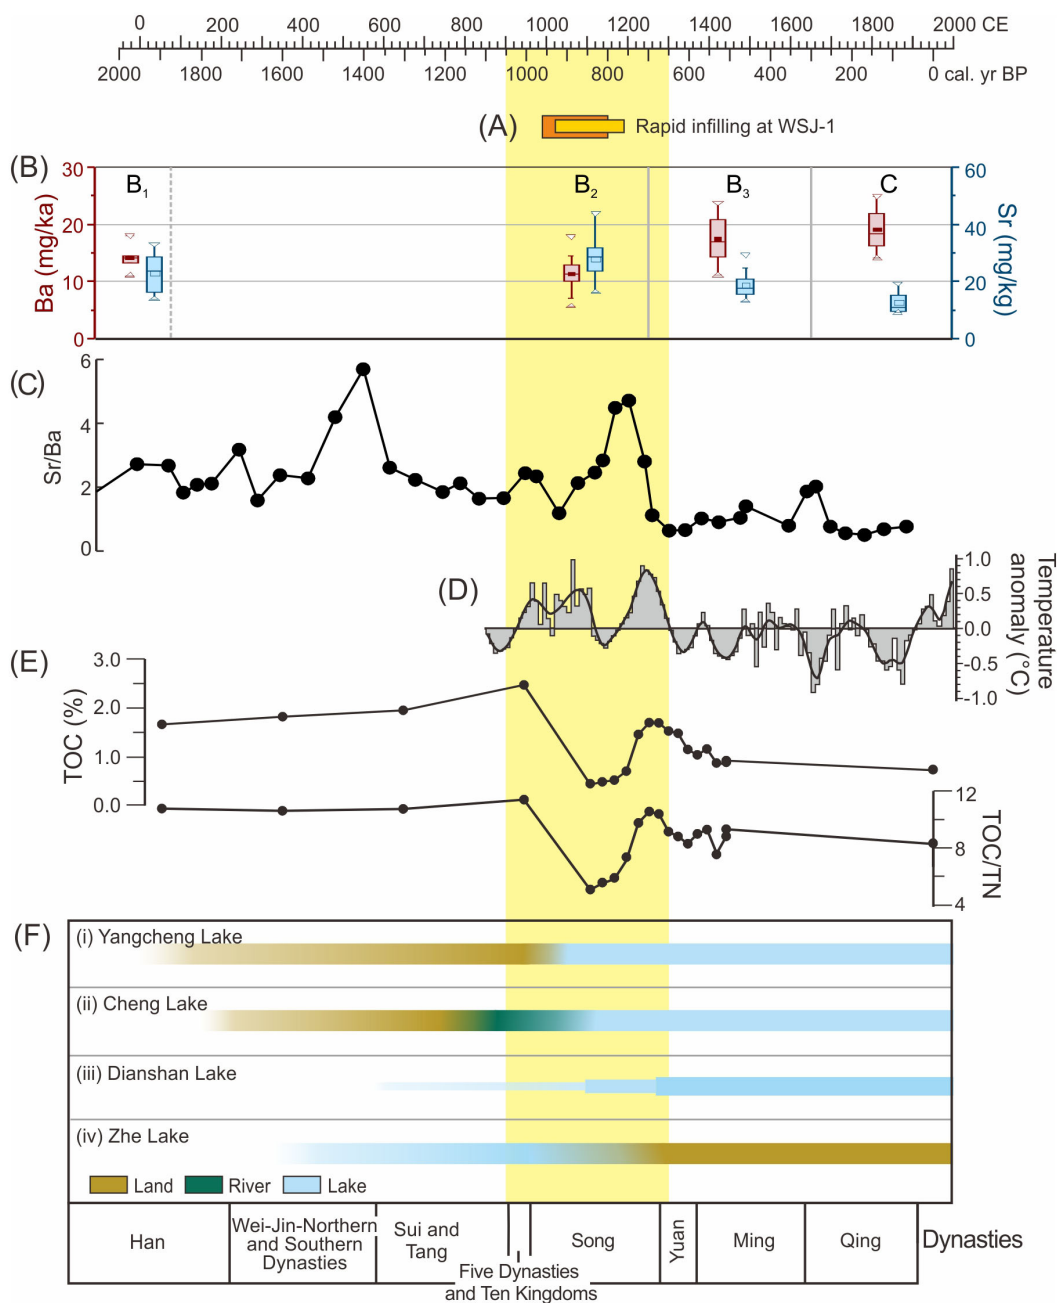 0 200 400 600 800 1000 1200 1400 1600 1800 2000 CE
2000 1800 1600 1400 1200 1000 800 600 400 200 0 cal. yr BP
(A) Rapid infilling at WSJ-1
(B)
30 60
B1 B2 B3 C
20 40
10 20
0 0
Ba (mg/ka)
Sr (mg/kg)
(C)
6
4
2
0
Sr/Ba
(D)
1.0
0.5
0.0
-0.5
-1.0
Temperature
anomaly (°C)
(E)
3.0
2.0
1.0
0.0
TOC (%)
12
8
4
TOC/TN
(F)
(i) Yangcheng Lake
(ii) Cheng Lake
(iii) Dianshan Lake
(iv) Zhe Lake
Land River Lake
Han
Wei-Jin-Northern
and Southern
Dynasties
Sui and
Tang
Five Dynasties
and Ten Kingdoms
Song
Yuan
Ming
Qing
Dynasties